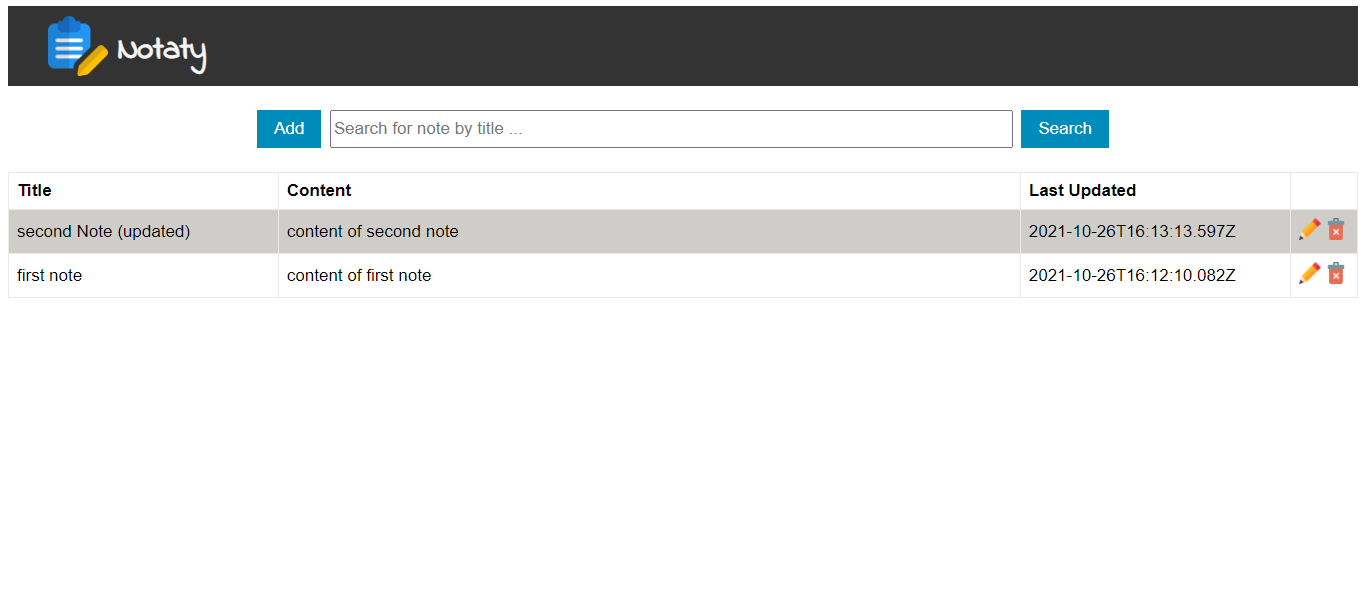 Notaty
Add Search for note by title ... Search
Title Content Last Updated
second Note (updated) content of second note 2021-10-26T16:13:13.597Z
first note content of first note 2021-10-26T16:12:10.082Z